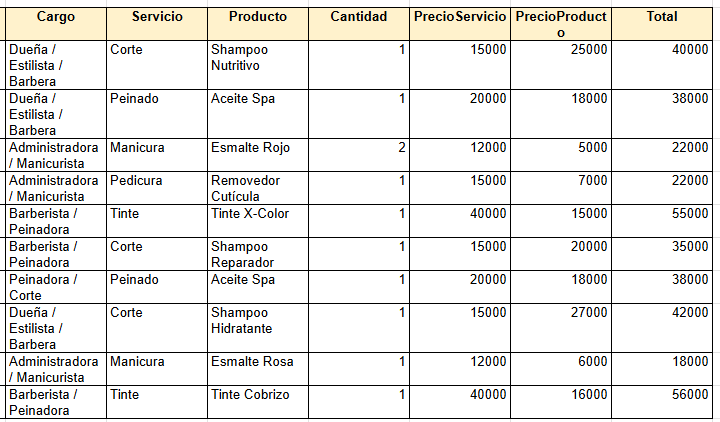 Cargo Servicio Producto Cantidad PrecioServicio PrecioProducto
Total
Dueña / Estilista / Barbera Corte Shampoo Nutritivo 1 15000 25000 40000
Dueña / Estilista / Barbera Peinado Aceite Spa 1 20000 18000 38000
Administradora / Manicurista Manicura Esmalte Rojo 2 12000 5000 22000
Administradora / Manicurista Pedicura Removedor Cutícula 1 15000 7000 22000
Barberista / Peinadora Tinte Tinte X-Color 1 40000 15000 55000
Barberista / Peinadora Corte Shampoo Reparador 1 15000 20000 35000
Peinadora / Corte Peinado Aceite Spa 1 20000 18000 38000
Dueña / Estilista / Barbera Corte Shampoo Hidratante 1 15000 27000 42000
Administradora / Manicurista Manicura Esmalte Rosa 1 12000 6000 18000
Barberista / Peinadora Tinte Tinte Cobrizo 1 40000 16000 56000